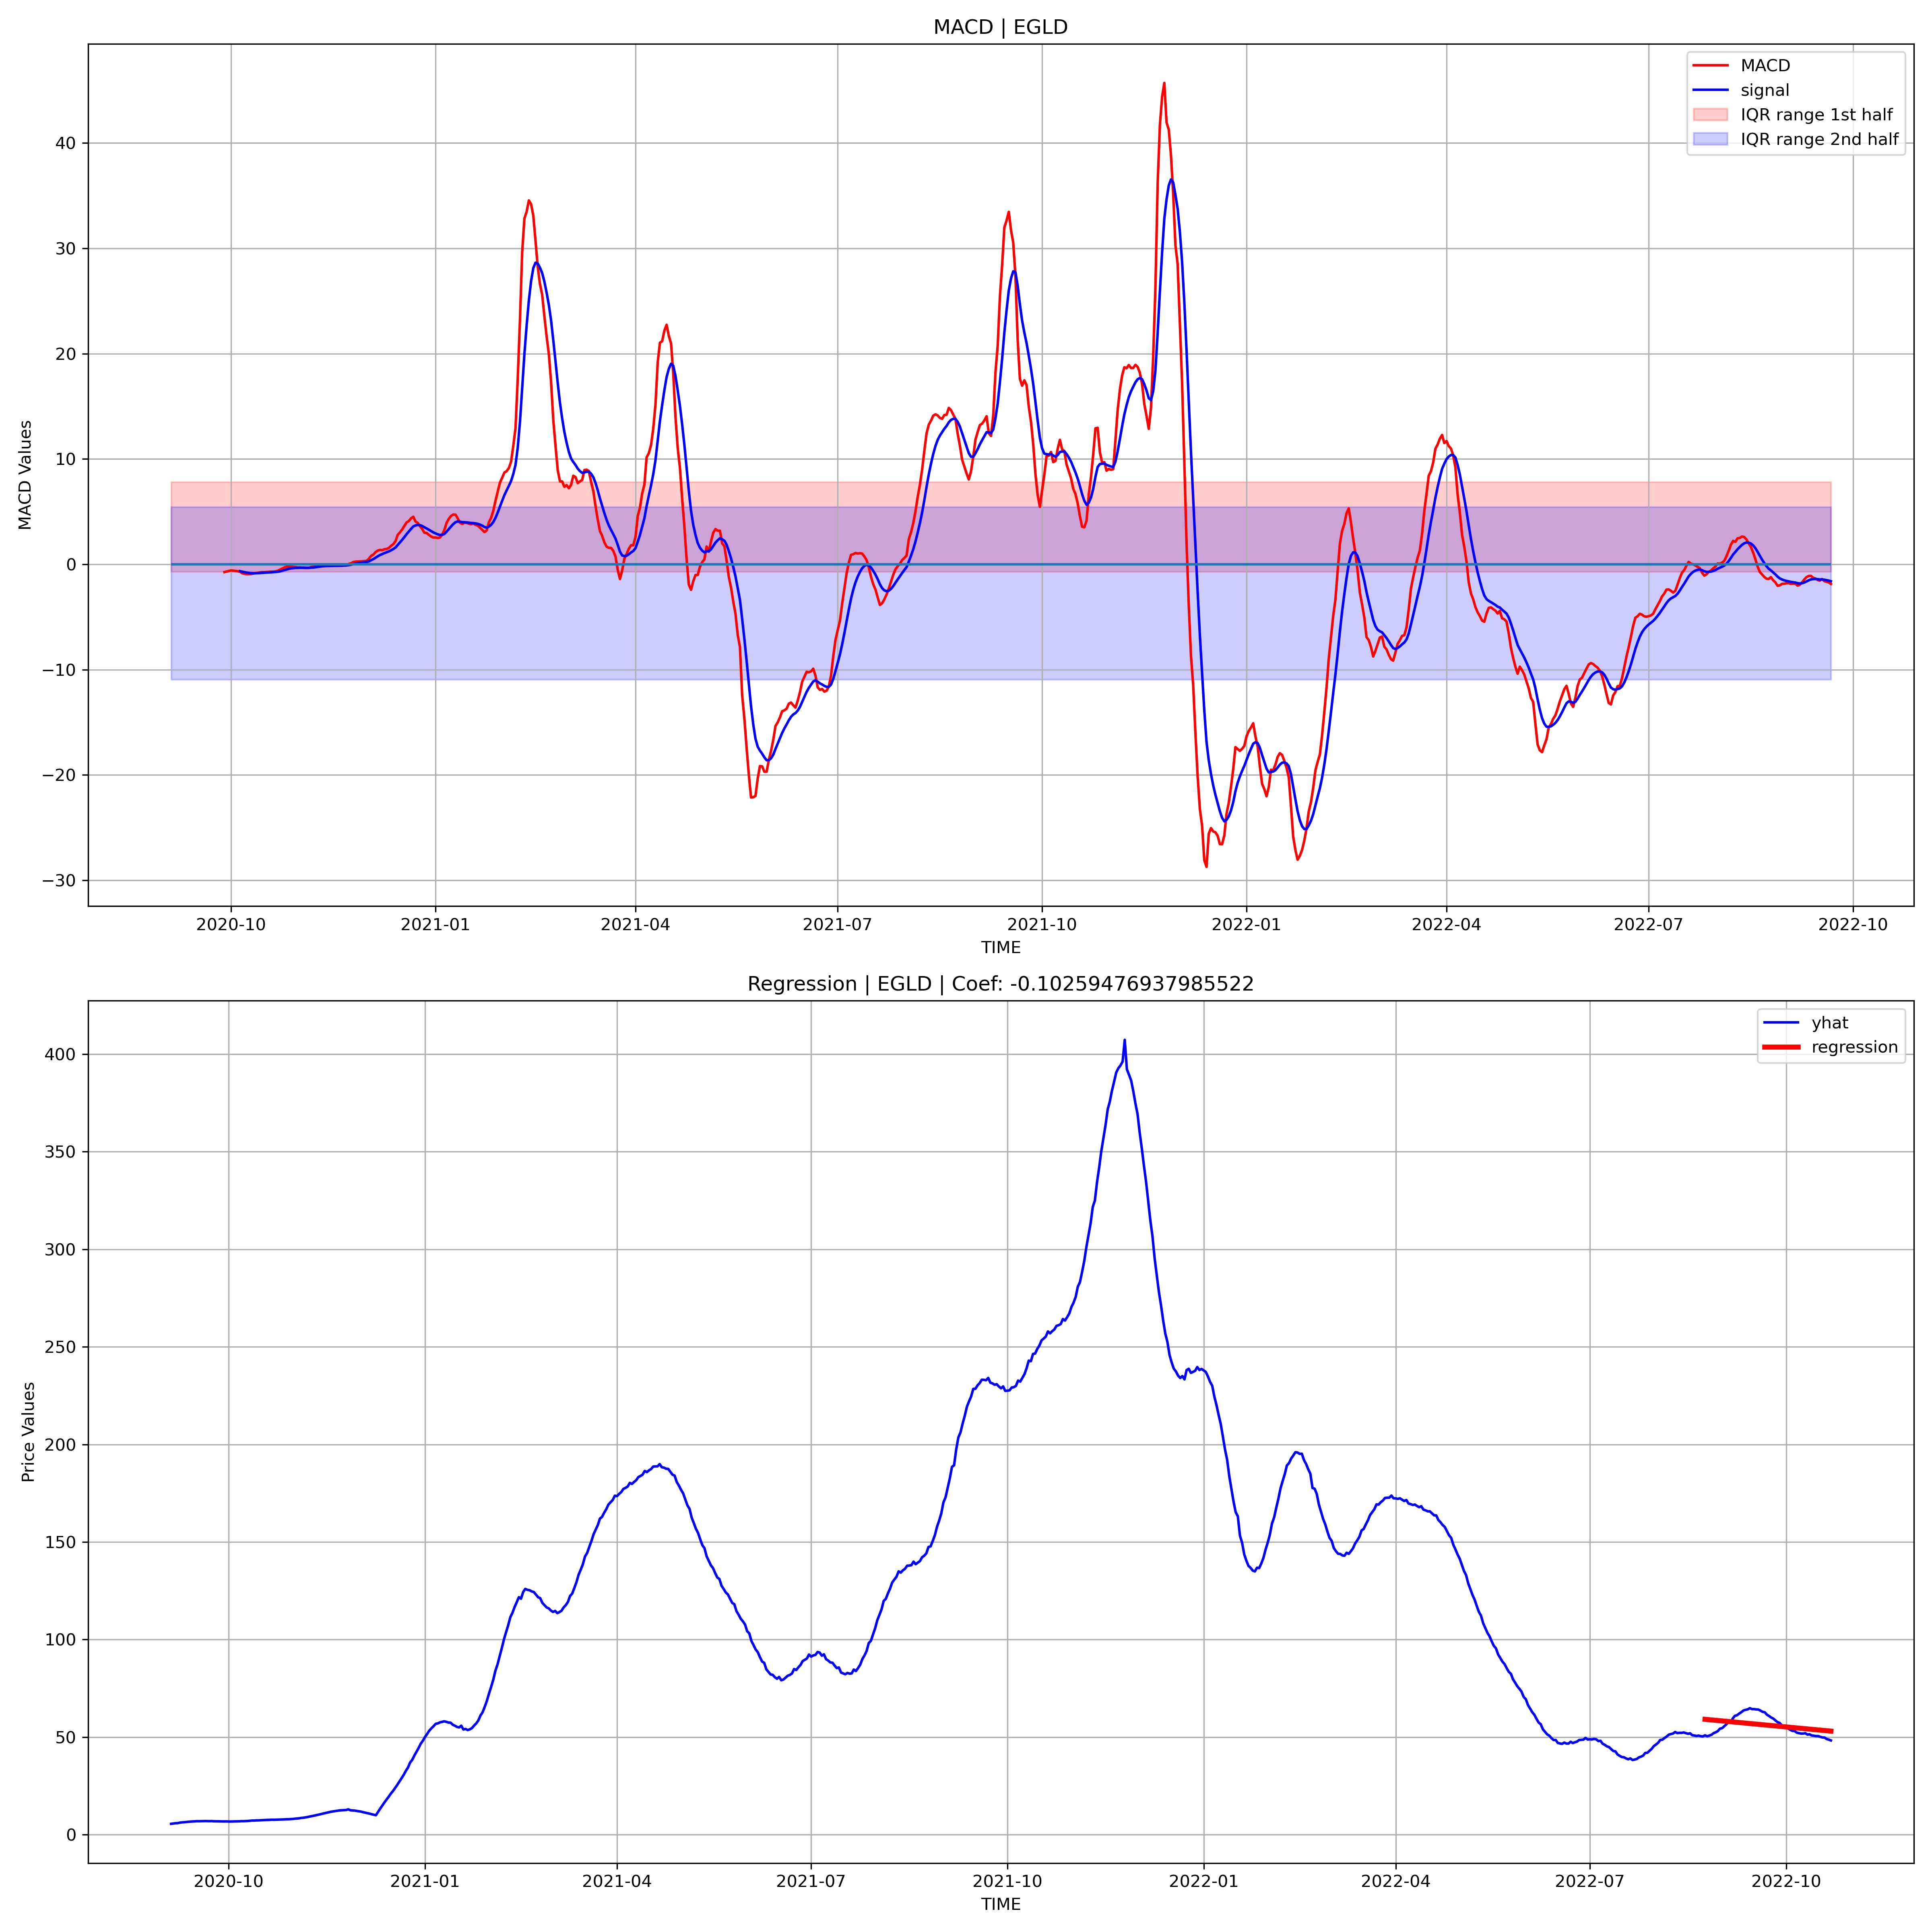 MACD | EGLD
MACD
signal
IQR range 1st half
IQR range 2nd half
MACD Values
40
30
20
10
0
−10
−20
−30
2020-10 2021-01 2021-04 2021-07 2021-10 2022-01 2022-04 2022-07 2022-10
TIME
Regression | EGLD | Coef: -0.10259476937985522
yhat
regression
Price Values
400
350
300
250
200
150
100
50
0
2020-10 2021-01 2021-04 2021-07 2021-10 2022-01 2022-04 2022-07 2022-10
TIME